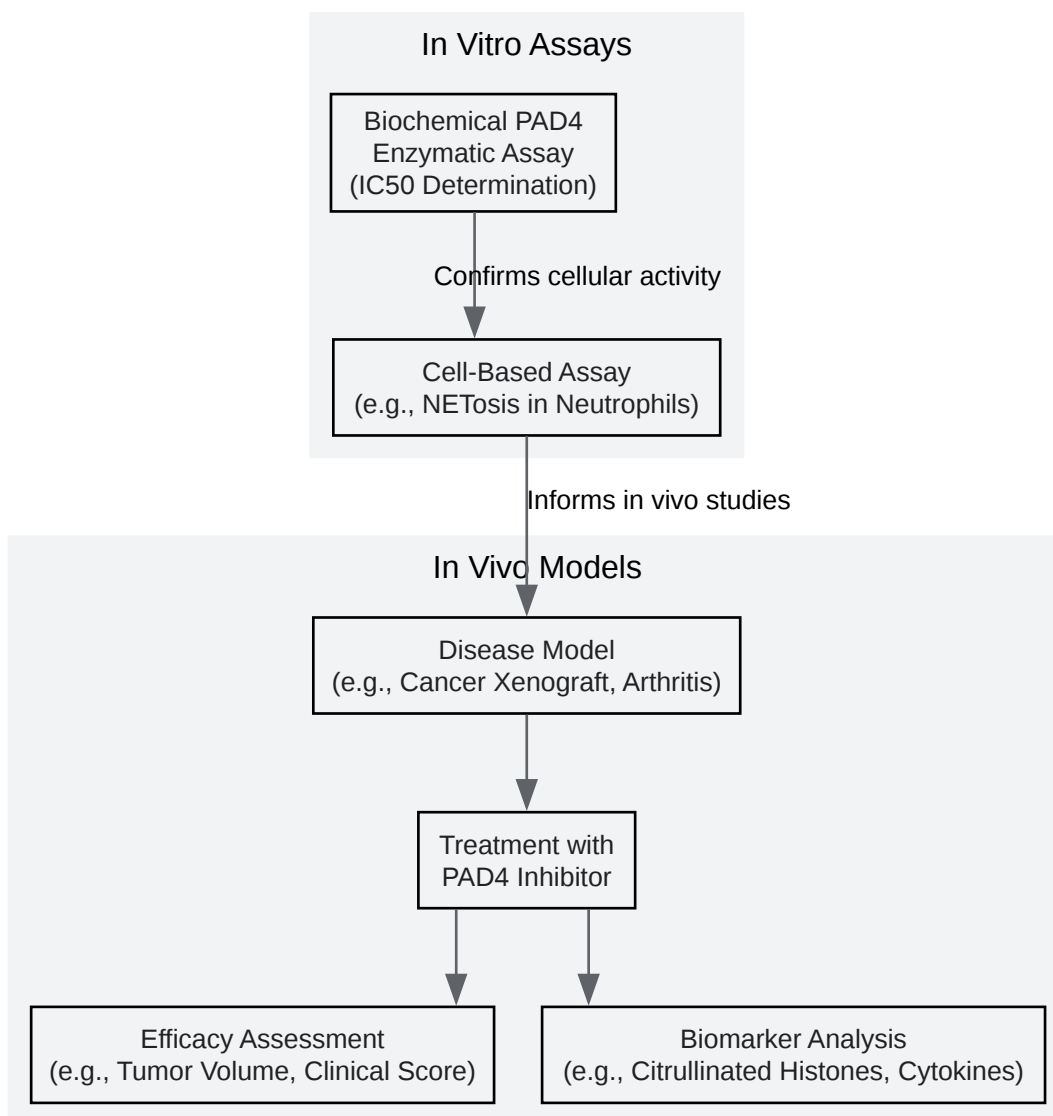 In Vitro Assays
Biochemical PAD4
Enzymatic Assay
(IC50 Determination)
Confirms cellular activity
Cell-Based Assay
(e.g., NETosis in Neutrophils)
Informs in vivo studies
In Vivo Models
Disease Model
(e.g., Cancer Xenograft, Arthritis)
Treatment with
PAD4 Inhibitor
Efficacy Assessment
(e.g., Tumor Volume, Clinical Score)
Biomarker Analysis
(e.g., Citrullinated Histones, Cytokines)